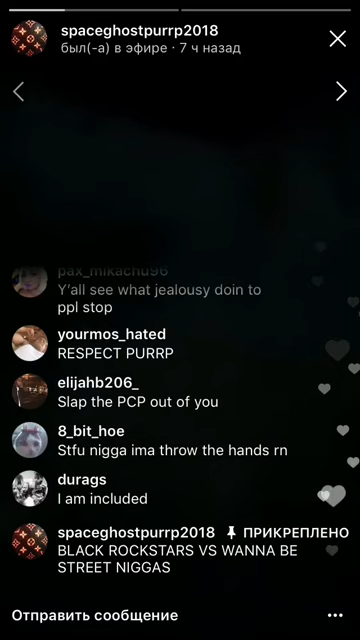 spaceghostpurrp2018
был(-а) в эфире · 7 ч назад
pax_mikachu96
Y'all see what jealousy doin to
ppl stop
yourmos_hated
RESPECT PURRP
elijahb206_
Slap the PCP out of you
8_bit_hoe
Stfu nigga ima throw the hands rn
durags
I am included
spaceghostpurrp2018 ПРИКРЕПЛЕНО
BLACK ROCKSTARS VS WANNA BE
STREET NIGGAS
Отправить сообщение